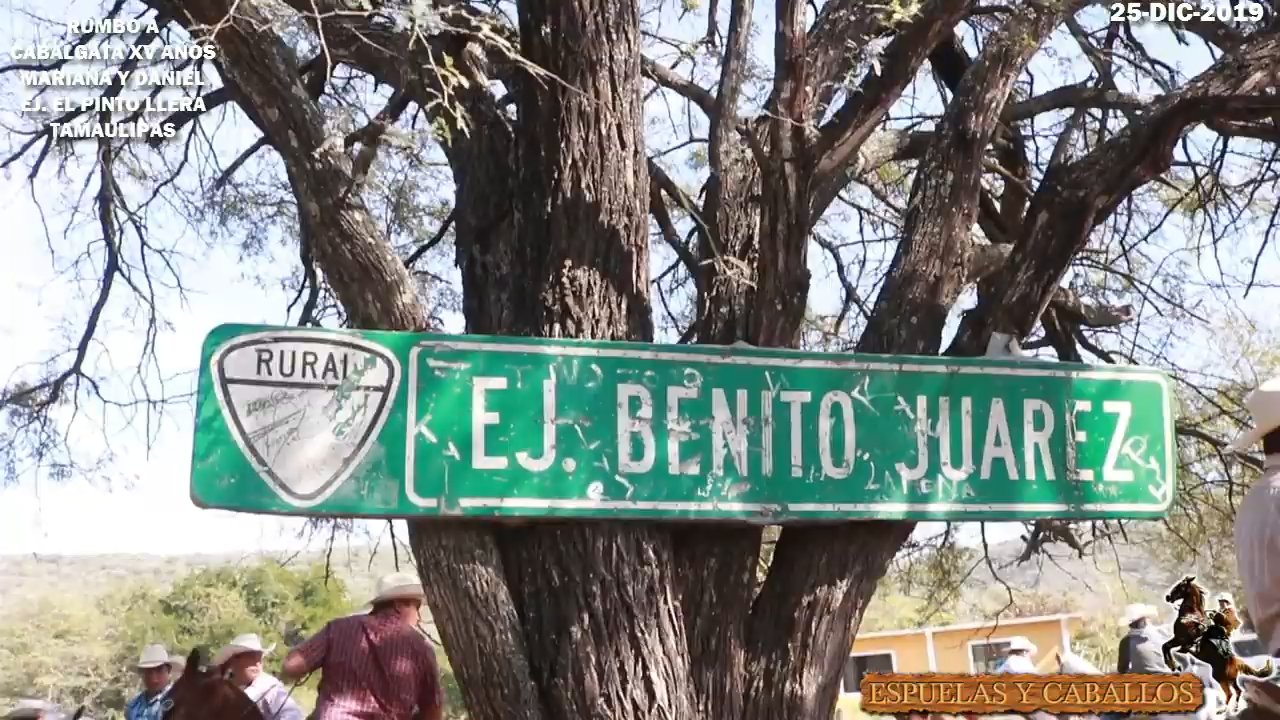 RUMBO A
CABALGATA XV AÑOS
MARIANA Y DANIEL
EJ. EL PINTO LLERA
TAMAULIPAS
25-DIC-2019
RURAL
EJ. BENITO JUAREZ
ESPUELAS Y CABALLOS